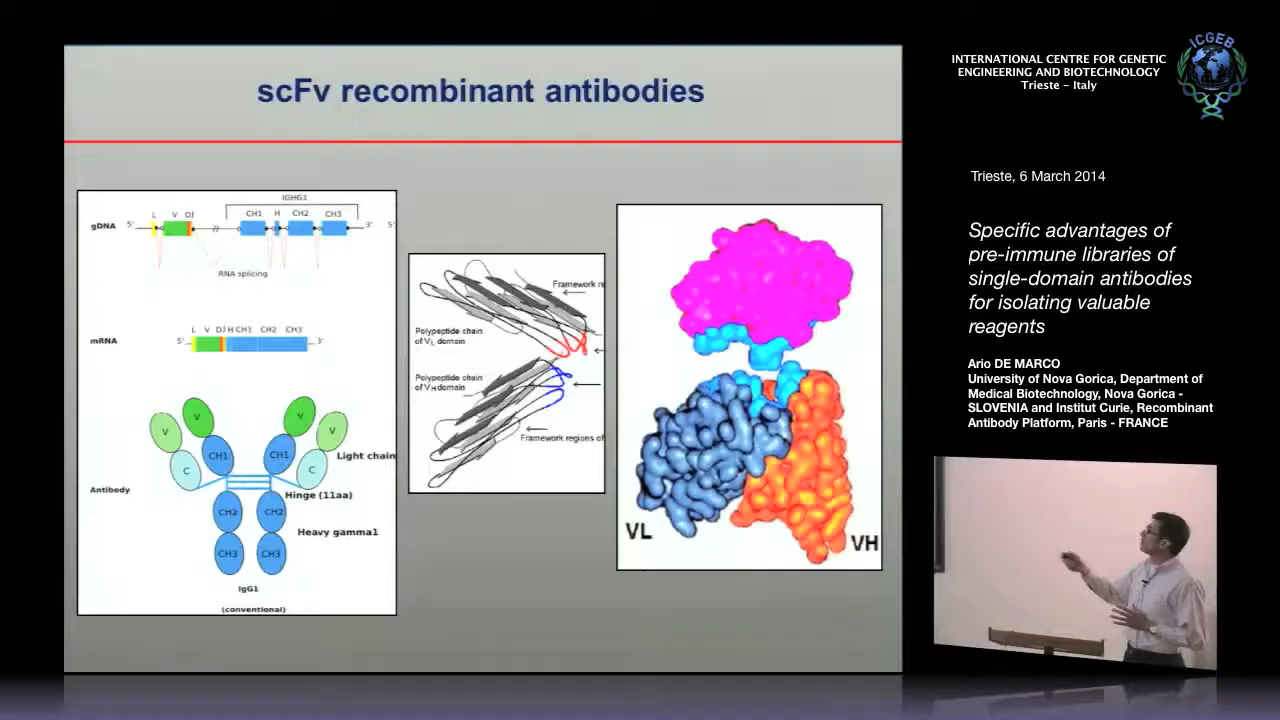 scFv recombinant antibodies
IGHG1
L V DJ CH1 H CH2 CH3
gDNA 5' 3' 5'
RNA splicing
L V DJ H CH1 CH2 CH3
mRNA 5' 3'
V V V V
CH1 CH1 Light chain
C C
Antibody
Hinge (11aa)
CH2 CH2
Heavy gamma1
CH3 CH3
IgG1
(conventional)
Framework re
Polypeptide chain
of VL domain
Polypeptide chain
of VH domain
Framework regions of
VL
VH
INTERNATIONAL CENTRE FOR GENETIC
ENGINEERING AND BIOTECHNOLOGY
Trieste - Italy
ICGEB
Trieste, 6 March 2014
Specific advantages of
pre-immune libraries of
single-domain antibodies
for isolating valuable
reagents
Ario DE MARCO
University of Nova Gorica, Department of
Medical Biotechnology, Nova Gorica -
SLOVENIA and Institut Curie, Recombinant
Antibody Platform, Paris - FRANCE